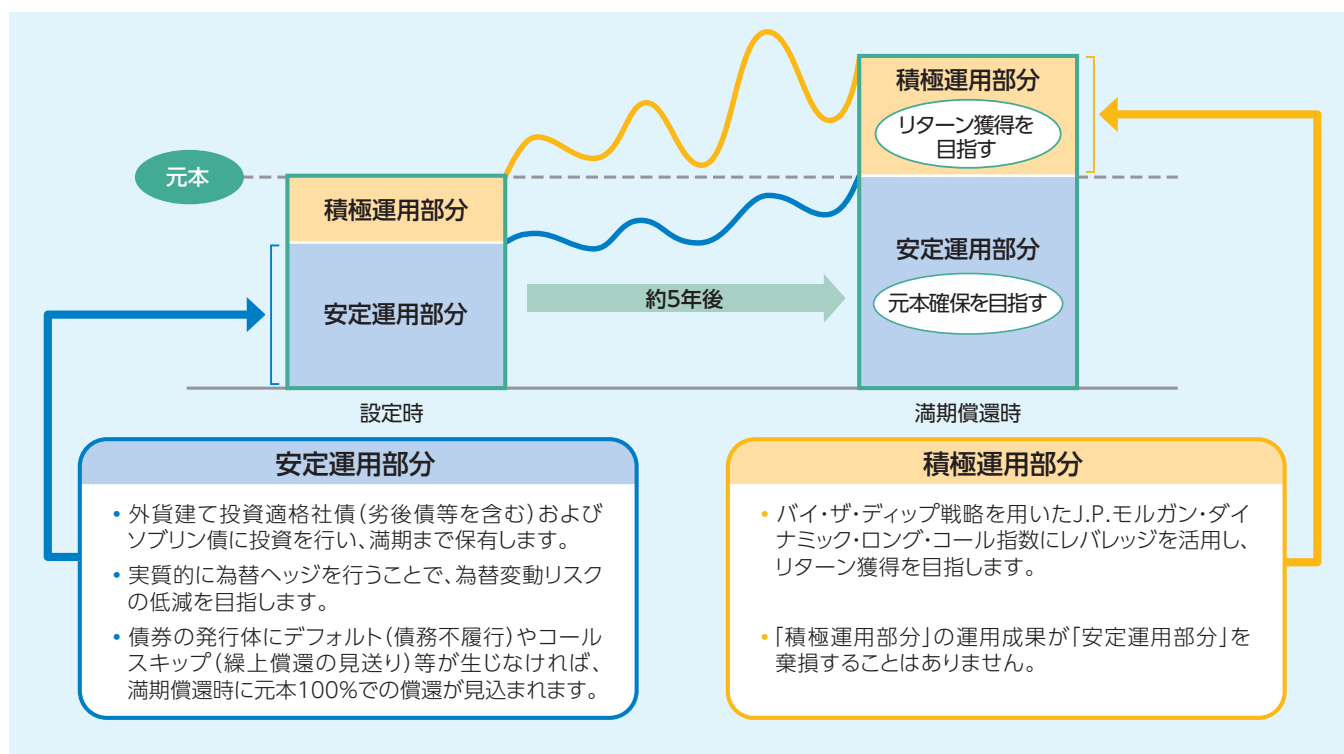 元本
積極運用部分
安定運用部分
約5年後
積極運用部分
リターン獲得を
目指す
安定運用部分
元本確保を目指す
設定時
満期償還時
安定運用部分
• 外貨建て投資適格社債(劣後債等を含む)および
ソブリン債に投資を行い、満期まで保有します。
• 実質的に為替ヘッジを行うことで、為替変動リスク
の低減を目指します。
• 債券の発行体にデフォルト(債務不履行)やコール
スキップ(繰上償還の見送り)等が生じなければ、
満期償還時に元本100%での償還が見込まれます。
積極運用部分
• バイ・ザ・ディップ戦略を用いたJ.P.モルガン・ダイ
ナミック・ロング・コール指数にレバレッジを活用し、
リターン獲得を目指します。
• 「積極運用部分」の運用成果が「安定運用部分」を
棄損することはありません。